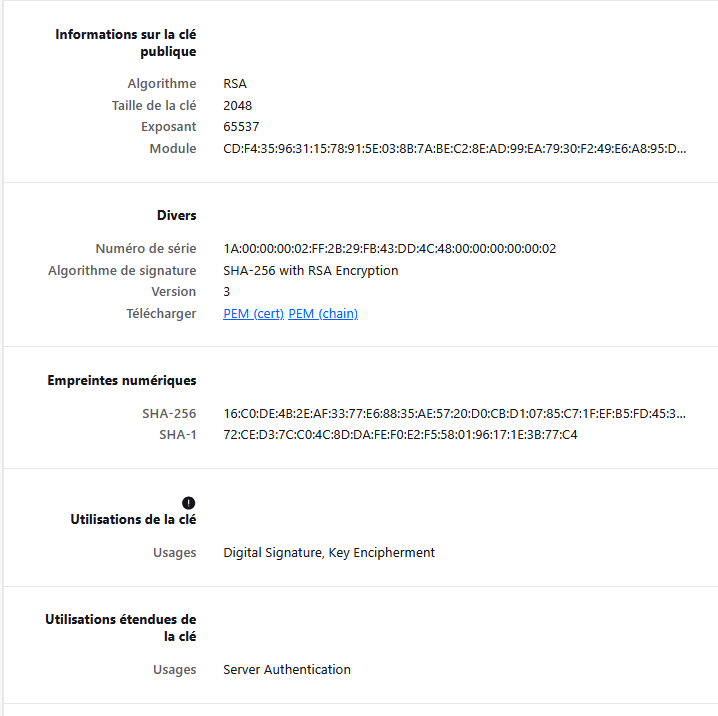 Informations sur la clé
publique
Algorithme RSA
Taille de la clé 2048
Exposant 65537
Module CD:F4:35:96:31:15:78:91:5E:03:8B:7A:BE:C2:8E:AD:99:EA:79:30:F2:49:E6:A8:95:D...
Divers
Numéro de série 1A:00:00:00:02:FF:2B:29:FB:43:DD:4C:48:00:00:00:00:00:02
Algorithme de signature SHA-256 with RSA Encryption
Version 3
Télécharger PEM (cert) PEM (chain)
Empreintes numériques
SHA-256 16:C0:DE:4B:2E:AF:33:77:E6:88:35:AE:57:20:D0:CB:D1:07:85:C7:1F:EF:B5:FD:45:3...
SHA-1 72:CE:D3:7C:C0:4C:8D:DA:FE:F0:E2:F5:58:01:96:17:1E:3B:77:C4
Utilisations de la clé
Usages Digital Signature, Key Encipherment
Utilisations étendues de
la clé
Usages Server Authentication